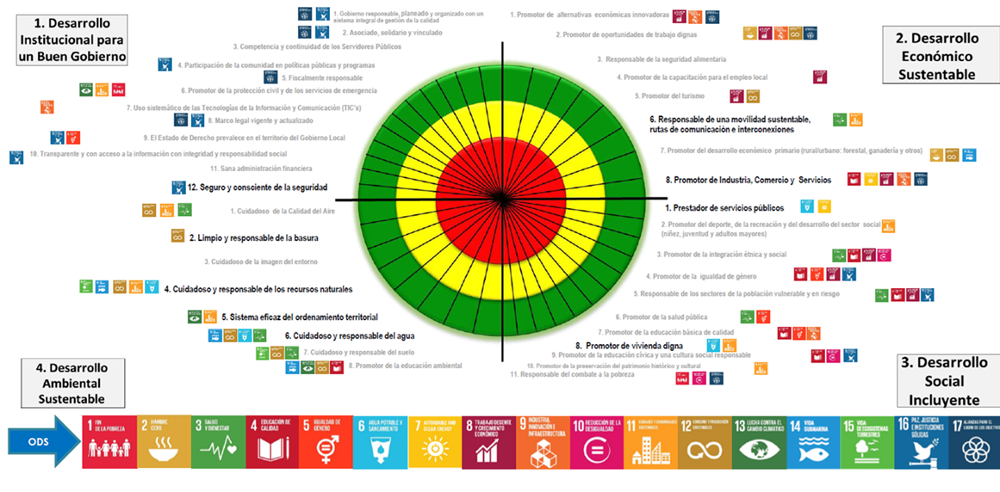 1. Desarrollo
Institucional para
un Buen Gobierno
1. Gobierno responsable, planeado y organizado con un
sistema integral de gestión de la calidad
2. Asociado, solidario y vinculado
3. Competencia y continuidad de los Servidores Públicos
4. Participación de la comunidad en políticas públicas y programas
5. Fiscalmente responsable
6. Promotor de la protección civil y de los servicios de emergencia
7. Uso sistemático de las Tecnologías de la Información y Comunicación (TIC's)
8. Marco legal vigente y actualizado
9. El Estado de Derecho prevalece en el territorio del Gobierno Local
10. Transparente y con acceso a la información con integridad y responsabilidad social
11. Sana administración financiera
12. Seguro y consciente de la seguridad
2. Desarrollo
Económico
Sustentable
1. Promotor de alternativas económicas innovadoras
2. Promotor de oportunidades de trabajo dignas
3. Responsable de la seguridad alimentaria
4. Promotor de la capacitación para el empleo local
5. Promotor del turismo
6. Responsable de una movilidad sustentable,
rutas de comunicación e interconexiones
7. Promotor del desarrollo económico primario (rural/urbano: forestal, ganadería y otros)
8. Promotor de Industria, Comercio y Servicios
1. Cuidadoso de la Calidad del Aire
2. Limpio y responsable de la basura
3. Cuidadoso de la imagen del entorno
4. Cuidadoso y responsable de los recursos naturales
5. Sistema eficaz del ordenamiento territorial
6. Cuidadoso y responsable del agua
7. Cuidadoso y responsable del suelo
8. Promotor de la educación ambiental
4. Desarrollo
Ambiental
Sustentable
1. Prestador de servicios públicos
2. Promotor del deporte, de la recreación y del desarrollo del sector social
(niñez, juventud y adultos mayores)
3. Promotor de la integración étnica y social
4. Promotor de la igualdad de género
5. Responsable de los sectores de la población vulnerable y en riesgo
6. Promotor de la salud pública
7. Promotor de la educación básica de calidad
8. Promotor de vivienda digna
9. Promotor de la educación cívica y una cultura social responsable
10. Promotor de la preservación del patrimonio histórico y cultural
11. Responsable del combate a la pobreza
3. Desarrollo
Social
Incluyente
ODS
1 FIN
DE LA POBREZA
2 HAMBRE
CERO
3 SALUD
Y BIENESTAR
4 EDUCACIÓN DE
CALIDAD
5 IGUALDAD DE
GÉNERO
6 AGUA POTABLE Y
SANEAMIENTO
7 AFFORDABLE AND
CLEAN ENERGY
8 TRABAJO DECENTE
Y CRECIMIENTO
ECONÓMICO
9 INDUSTRIA,
INNOVACIÓN E
INFRAESTRUCTURA
10 REDUCCIÓN DE LA
DESIGUALDAD
11 CIUDADES Y COMUNIDADES
SOSTENIBLES
12
13 LUCHA CONTRA EL
CAMBIO CLIMÁTICO
14 VIDA
SUBMARINA
15 VIDA
DE ECOSISTEMAS
TERRESTRES
16 PAZ, JUSTICIA
E INSTITUCIONES
SÓLIDAS
17 ALIANZAS PARA EL